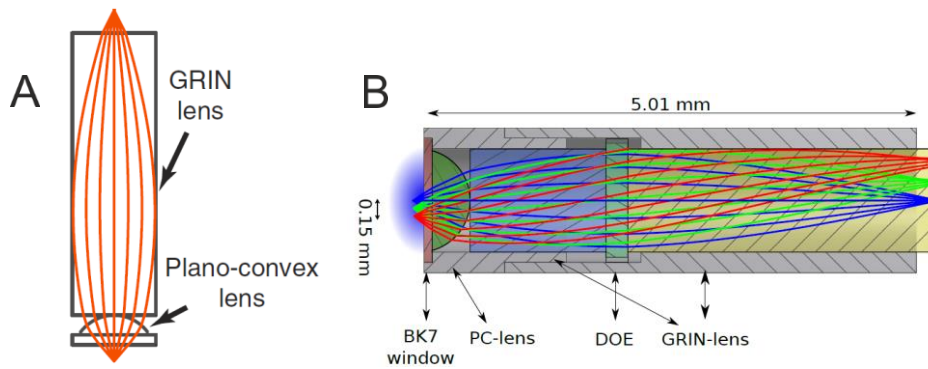 A
GRIN
lens
Plano-convex
lens
B
5.01 mm
0.15 mm
BK7
window
PC-lens
DOE
GRIN-lens